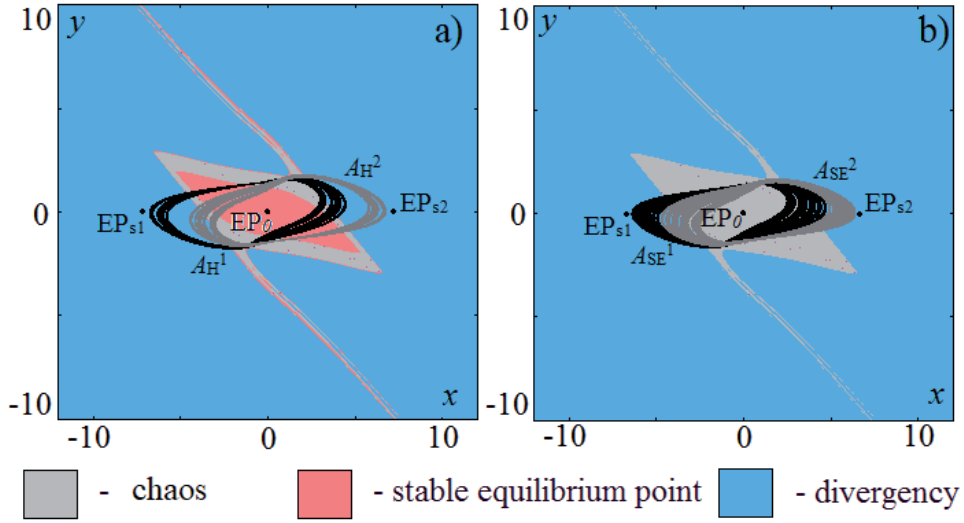 10
y
a)
A_H^2
EP_s1
EP_0
EP_s2
0
A_H^1
-10
x
-10
0
10
10
y
b)
A_SE^2
EP_s1
EP_0
EP_s2
0
A_SE^1
-10
x
-10
0
10
- chaos
- stable equilibrium point
- divergency